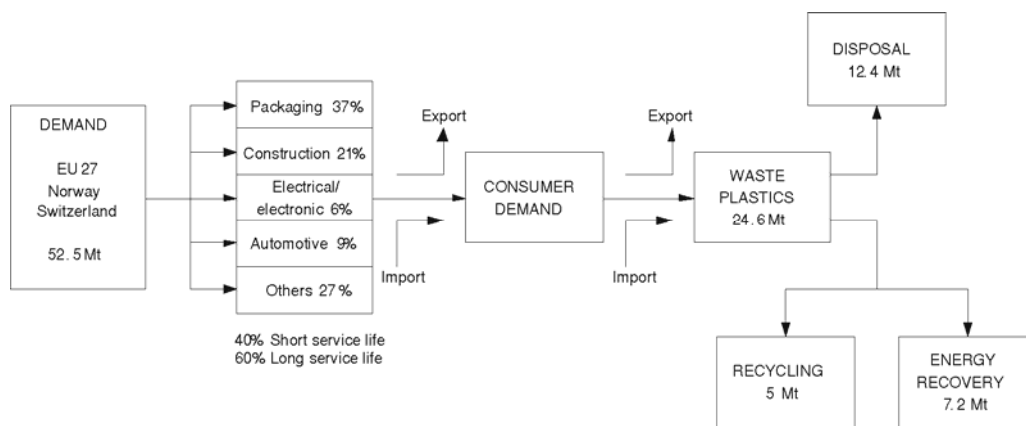 DEMAND
EU 27
Norway
Switzerland
52.5 Mt
Packaging 37%
Construction 21%
Electrical/
electronic 6%
Automotive 9%
Others 27%
40% Short service life
60% Long service life
Export
Import
CONSUMER
DEMAND
Export
Import
WASTE
PLASTICS
24.6 Mt
DISPOSAL
12.4 Mt
RECYCLING
5 Mt
ENERGY
RECOVERY
7.2 Mt